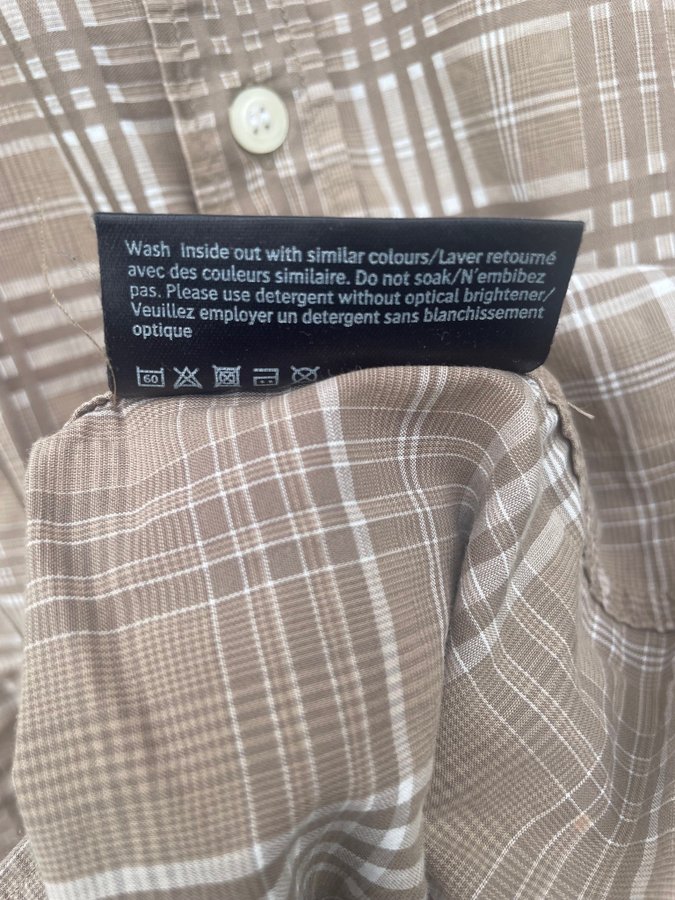 Wash Inside out with similar colours/Laver retourné
avec des couleurs similaire. Do not soak/N'embibez
pas. Please use detergent without optical brightener/
Veuillez employer un detergent sans blanchissement
optique
60